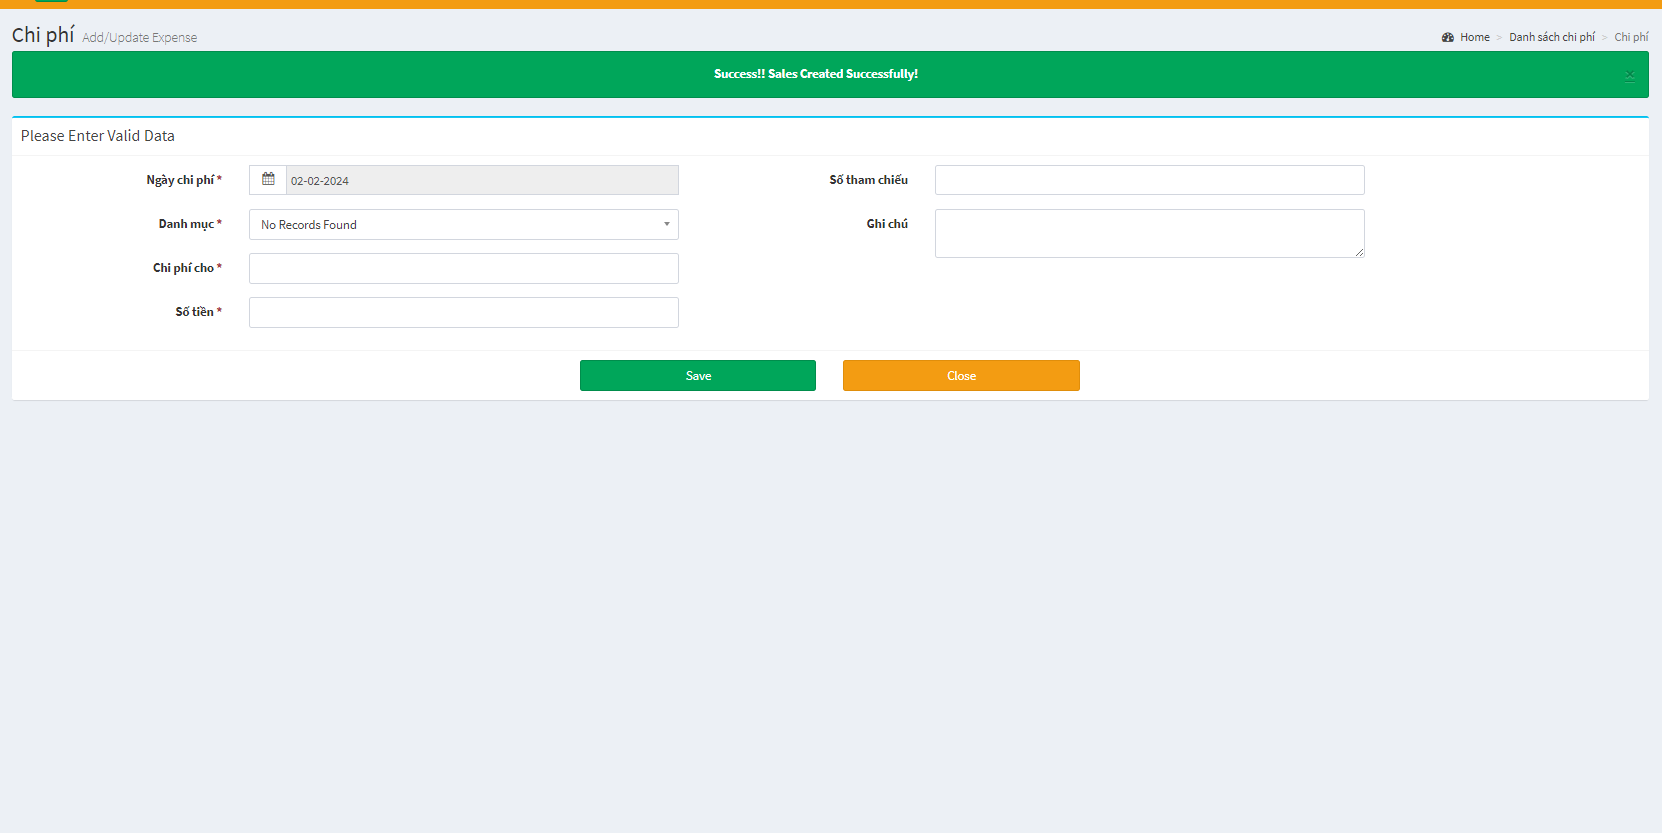 Chi phí Add/Update Expense
Home > Danh sách chi phí > Chi phí
Success!! Sales Created Successfully!
×
Please Enter Valid Data
Ngày chi phí *
02-02-2024
Số tham chiếu
Danh mục *
No Records Found
Ghi chú
Chi phí cho *
Số tiền *
Save
Close